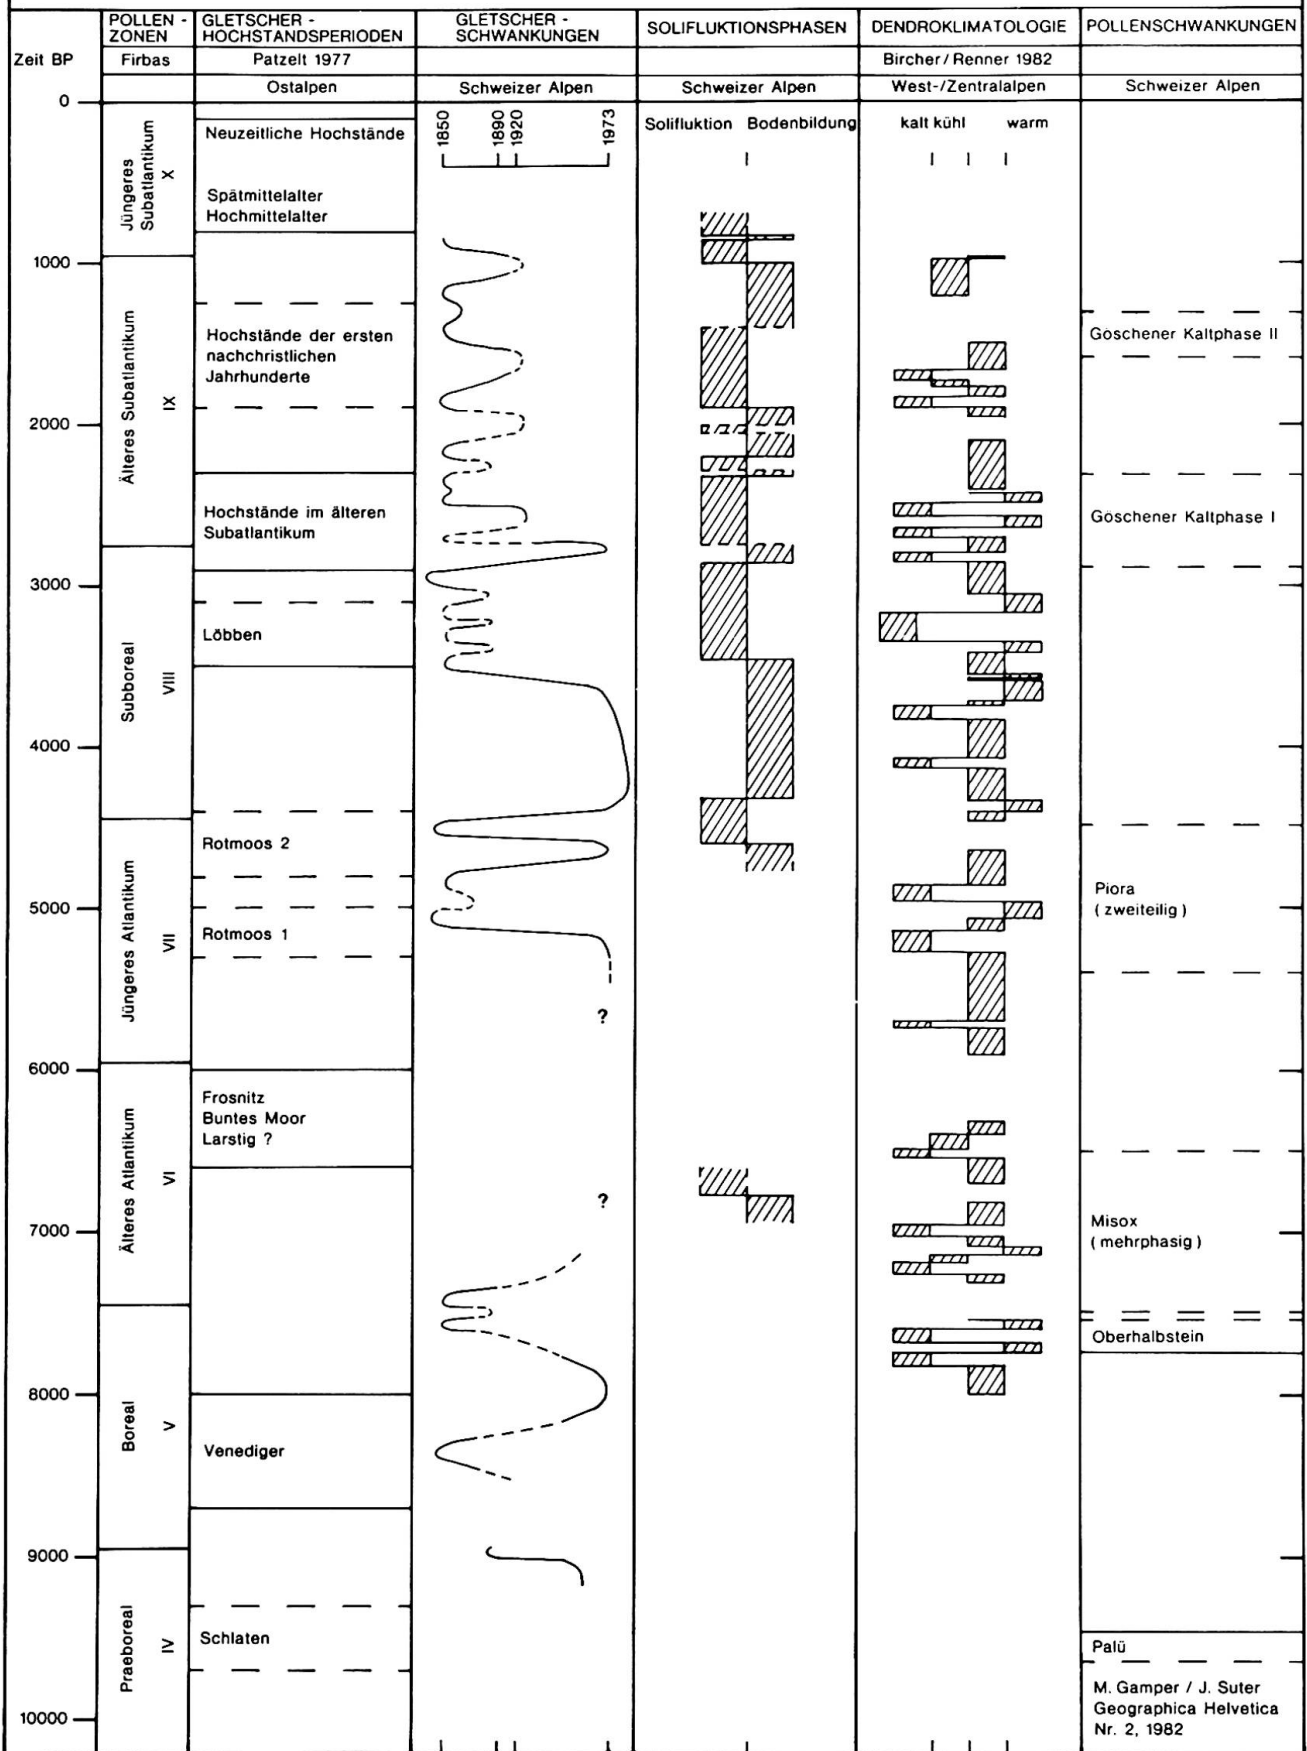 POLLEN -
ZONEN
GLETSCHER -
HOCHSTANDSPERIODEN
GLETSCHER -
SCHWANKUNGEN
SOLIFLUKTIONSPHASEN
DENDROKLIMATOLOGIE
POLLENSCHWANKUNGEN
Zeit BP
Firbas
Patzelt 1977
Bircher / Renner 1982
Ostalpen
Schweizer Alpen
Schweizer Alpen
West-/Zentralalpen
Schweizer Alpen
0
1000
2000
3000
4000
5000
6000
7000
8000
9000
10000
Jüngeres
Subatlantikum
X
Älteres Subatlantikum
IX
Subboreal
VIII
Jüngeres Atlantikum
VII
Älteres Atlantikum
VI
Boreal
V
Praeboreal
IV
Neuzeitliche Hochstände
Spätmittelalter
Hochmittelalter
Hochstände der ersten
nachchristlichen
Jahrhunderte
Hochstände im älteren
Subatlantikum
Löbben
Rotmoos 2
Rotmoos 1
Frosnitz
Buntes Moor
Larstig ?
Venediger
Schlaten
1850
1890
1920
1973
?
?
Solifluktion Bodenbildung
kalt kühl warm
Göschener Kaltphase II
Göschener Kaltphase I
Piora
( zweiteilig )
Misox
( mehrphasig )
Oberhalbstein
Palü
M. Gamper / J. Suter
Geographica Helvetica
Nr. 2, 1982